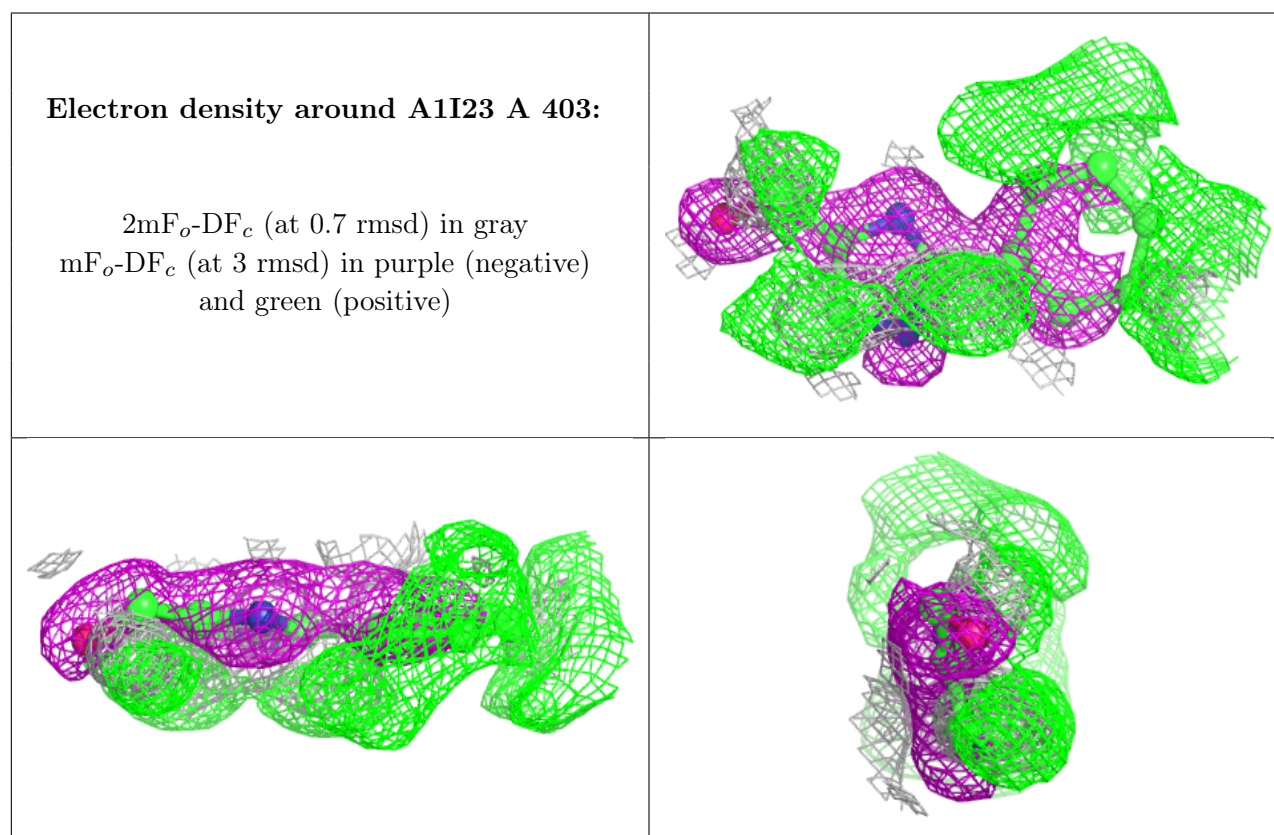 Electron density around A1I23 A 403:
2mFₒ-DF𝒸 (at 0.7 rmsd) in gray
mFₒ-DF𝒸 (at 3 rmsd) in purple (negative)
and green (positive)